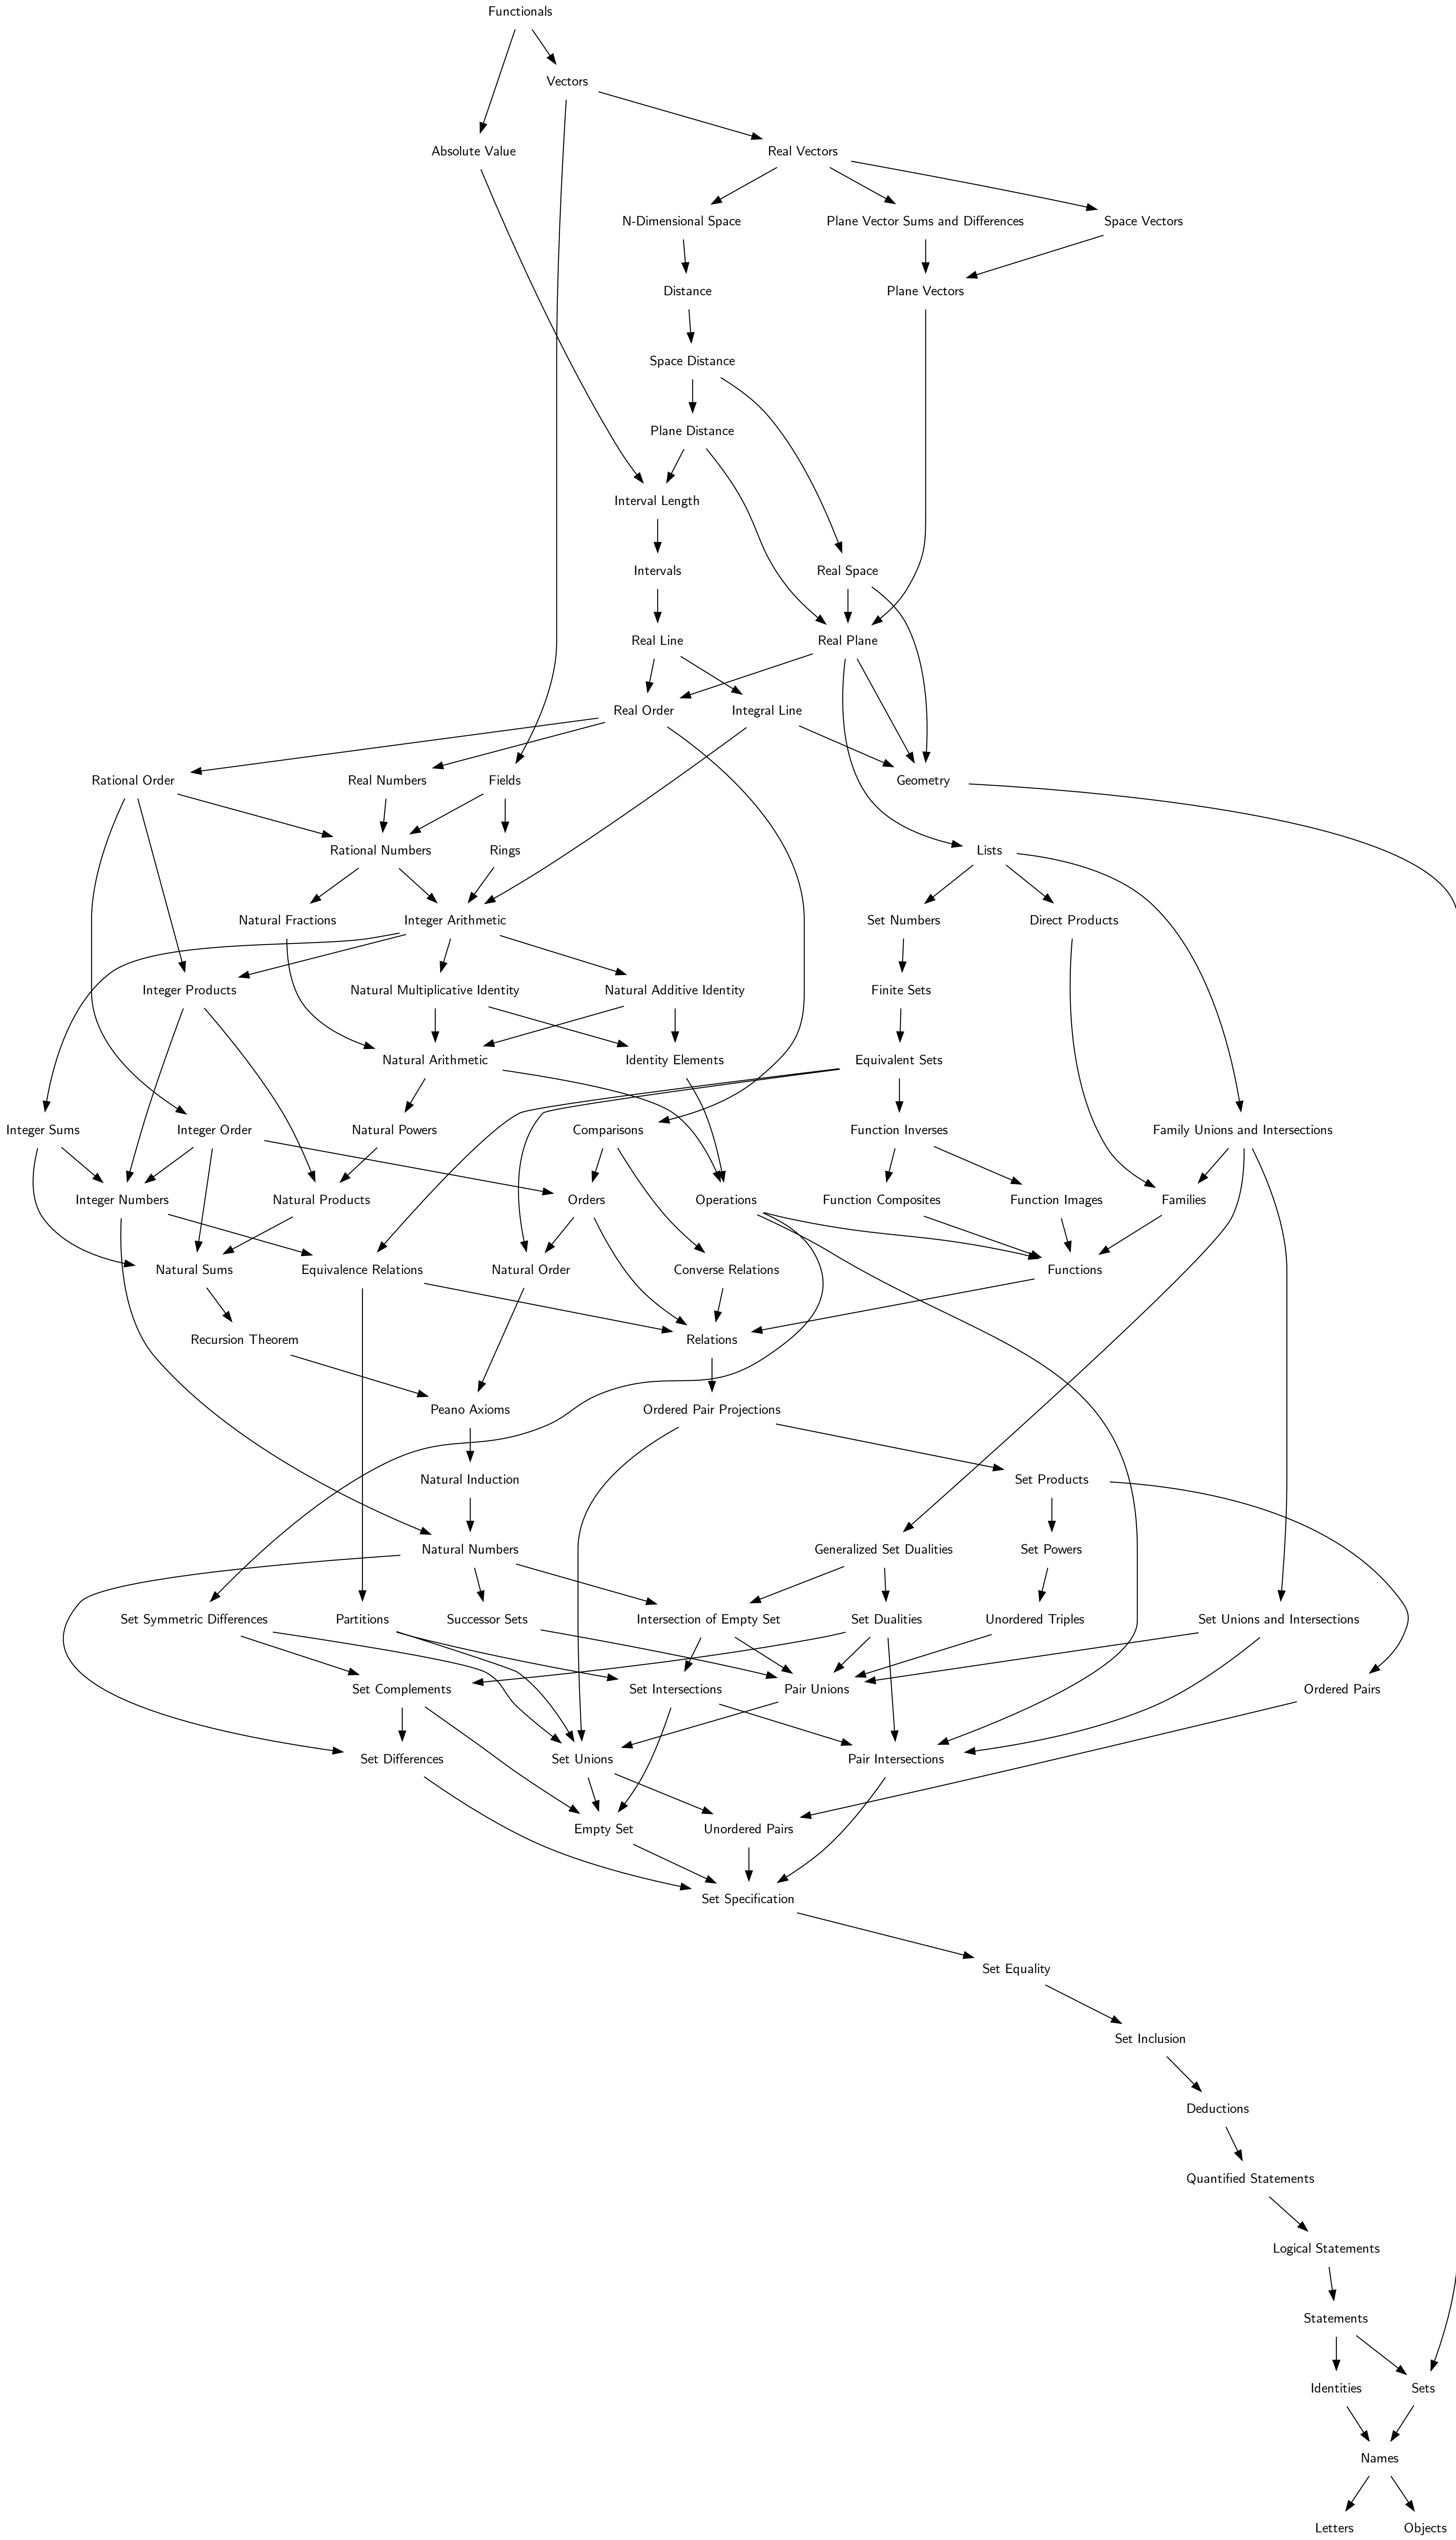 Functionals
Vectors
Absolute Value
Real Vectors
N-Dimensional Space
Plane Vector Sums and Differences
Space Vectors
Distance
Plane Vectors
Space Distance
Plane Distance
Interval Length
Intervals
Real Space
Real Line
Real Plane
Real Order
Integral Line
Rational Order
Real Numbers
Fields
Geometry
Rational Numbers
Rings
Lists
Natural Fractions
Integer Arithmetic
Set Numbers
Direct Products
Integer Products
Natural Multiplicative Identity
Natural Additive Identity
Finite Sets
Natural Arithmetic
Identity Elements
Equivalent Sets
Integer Sums
Integer Order
Natural Powers
Comparisons
Function Inverses
Family Unions and Intersections
Integer Numbers
Natural Products
Orders
Operations
Function Composites
Function Images
Families
Natural Sums
Equivalence Relations
Natural Order
Converse Relations
Functions
Recursion Theorem
Relations
Peano Axioms
Ordered Pair Projections
Natural Induction
Set Products
Natural Numbers
Generalized Set Dualities
Set Powers
Set Symmetric Differences
Partitions
Successor Sets
Intersection of Empty Set
Set Dualities
Unordered Triples
Set Unions and Intersections
Set Complements
Set Intersections
Pair Unions
Ordered Pairs
Set Differences
Set Unions
Pair Intersections
Empty Set
Unordered Pairs
Set Specification
Set Equality
Set Inclusion
Deductions
Quantified Statements
Logical Statements
Statements
Identities
Sets
Names
Letters
Objects